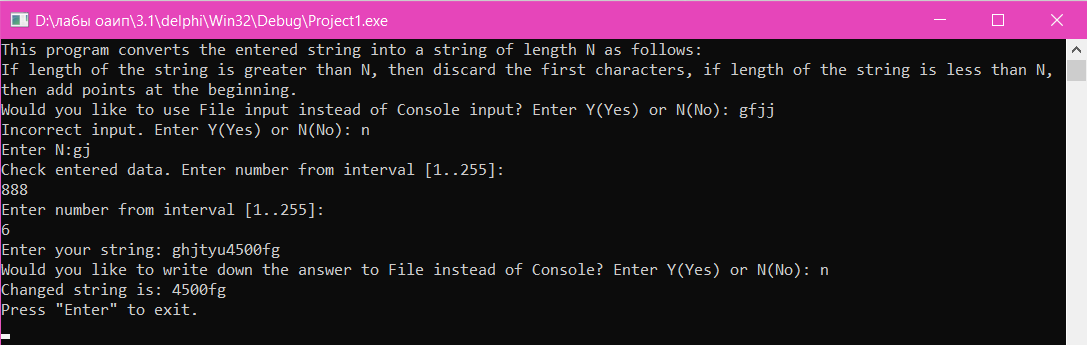 D:\лабы оаип\3.1\delphi\Win32\Debug\Project1.exe
This program converts the entered string into a string of length N as follows:
If length of the string is greater than N, then discard the first characters, if length of the string is less than N,
then add points at the beginning.
Would you like to use File input instead of Console input? Enter Y(Yes) or N(No): gfjj
Incorrect input. Enter Y(Yes) or N(No): n
Enter N:gj
Check entered data. Enter number from interval [1..255]:
888
Enter number from interval [1..255]:
6
Enter your string: ghjtyu4500fg
Would you like to write down the answer to File instead of Console? Enter Y(Yes) or N(No): n
Changed string is: 4500fg
Press "Enter" to exit.